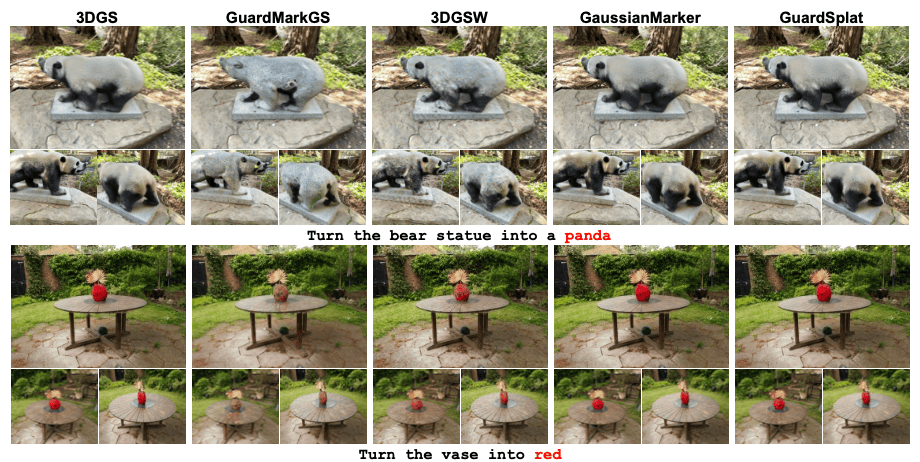 3DGS GuardMarkGS 3DGSW GaussianMarker GuardSplat
Turn the bear statue into a panda
Turn the vase into red